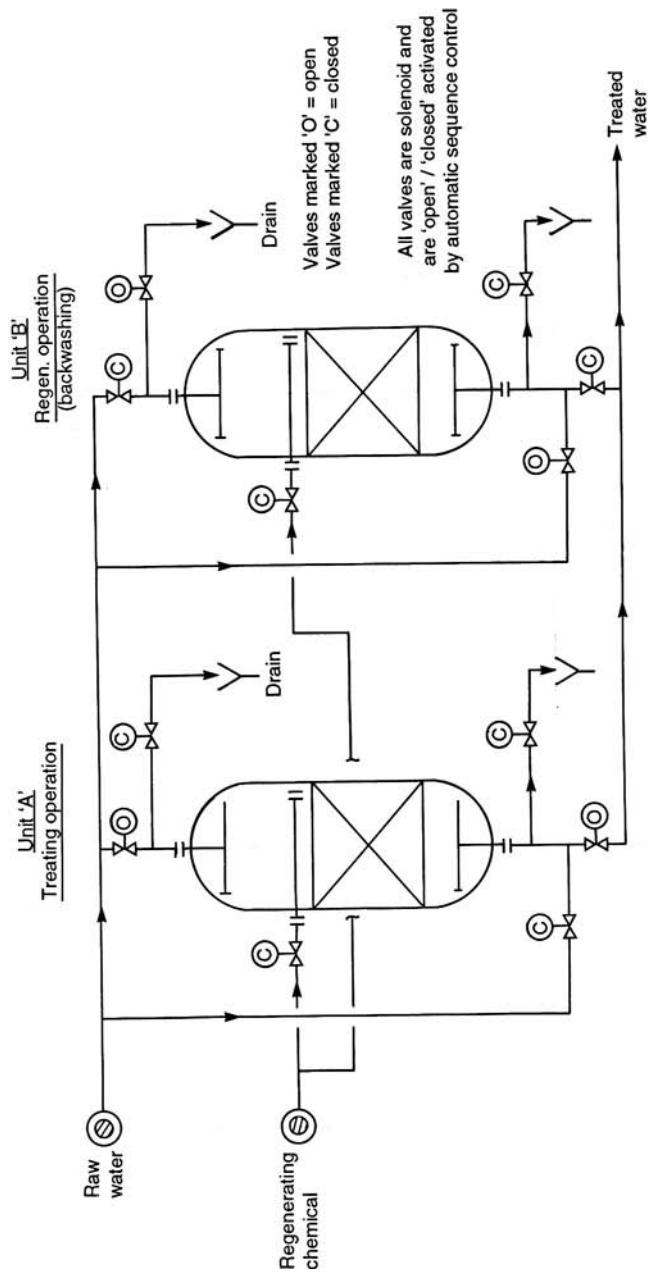 Unit 'A'
Treating operation
Unit 'B'
Regen. operation
(backwashing)
Raw
water
Regenerating
chemical
O
C
C
C
C
O
Drain
C
O
C
O
C
C
Drain
Valves marked 'O' = open
Valves marked 'C' = closed
All valves are solenoid and
are 'open' / 'closed' activated
by automatic sequence control
Treated
water